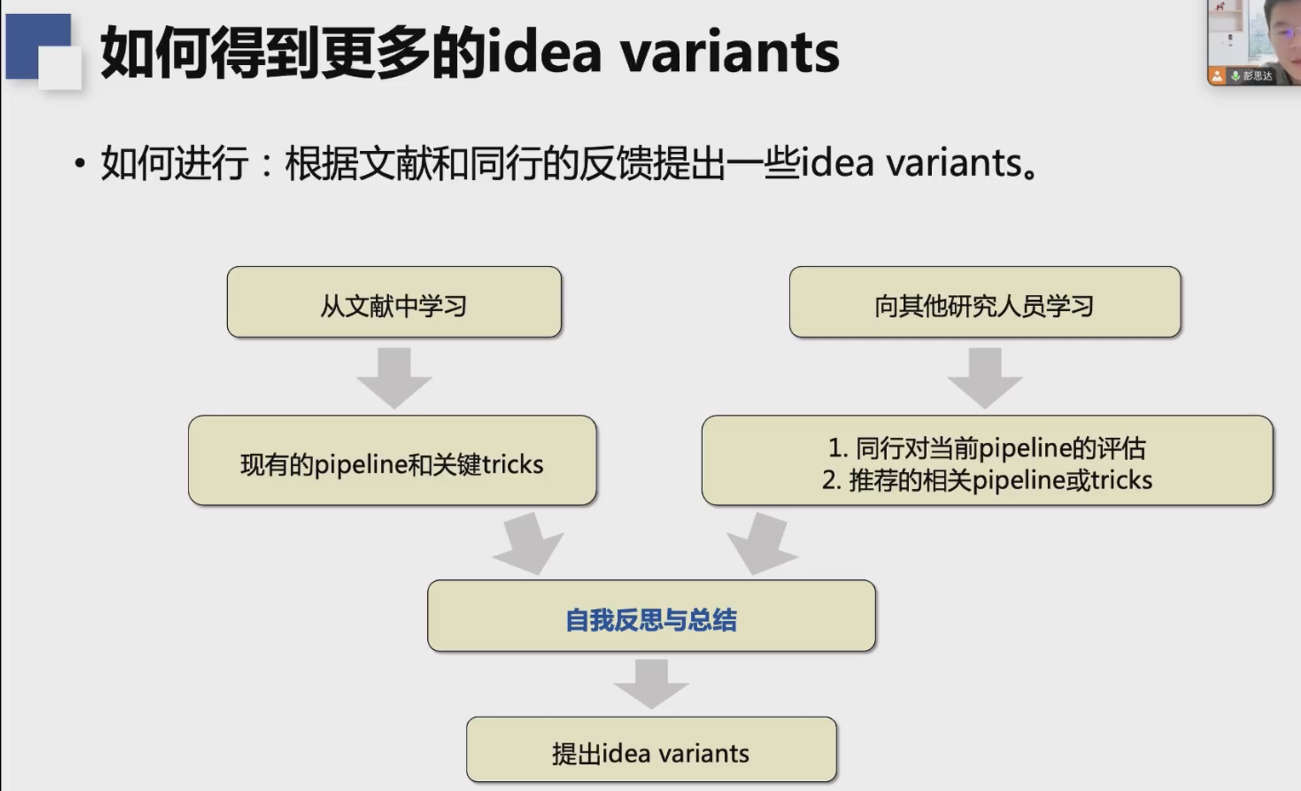 如何得到更多的idea variants
彭思达
• 如何进行：根据文献和同行的反馈提出一些idea variants。
从文献中学习
向其他研究人员学习
现有的pipeline和关键tricks
1. 同行对当前pipeline的评估
2. 推荐的相关pipeline或tricks
自我反思与总结
提出idea variants